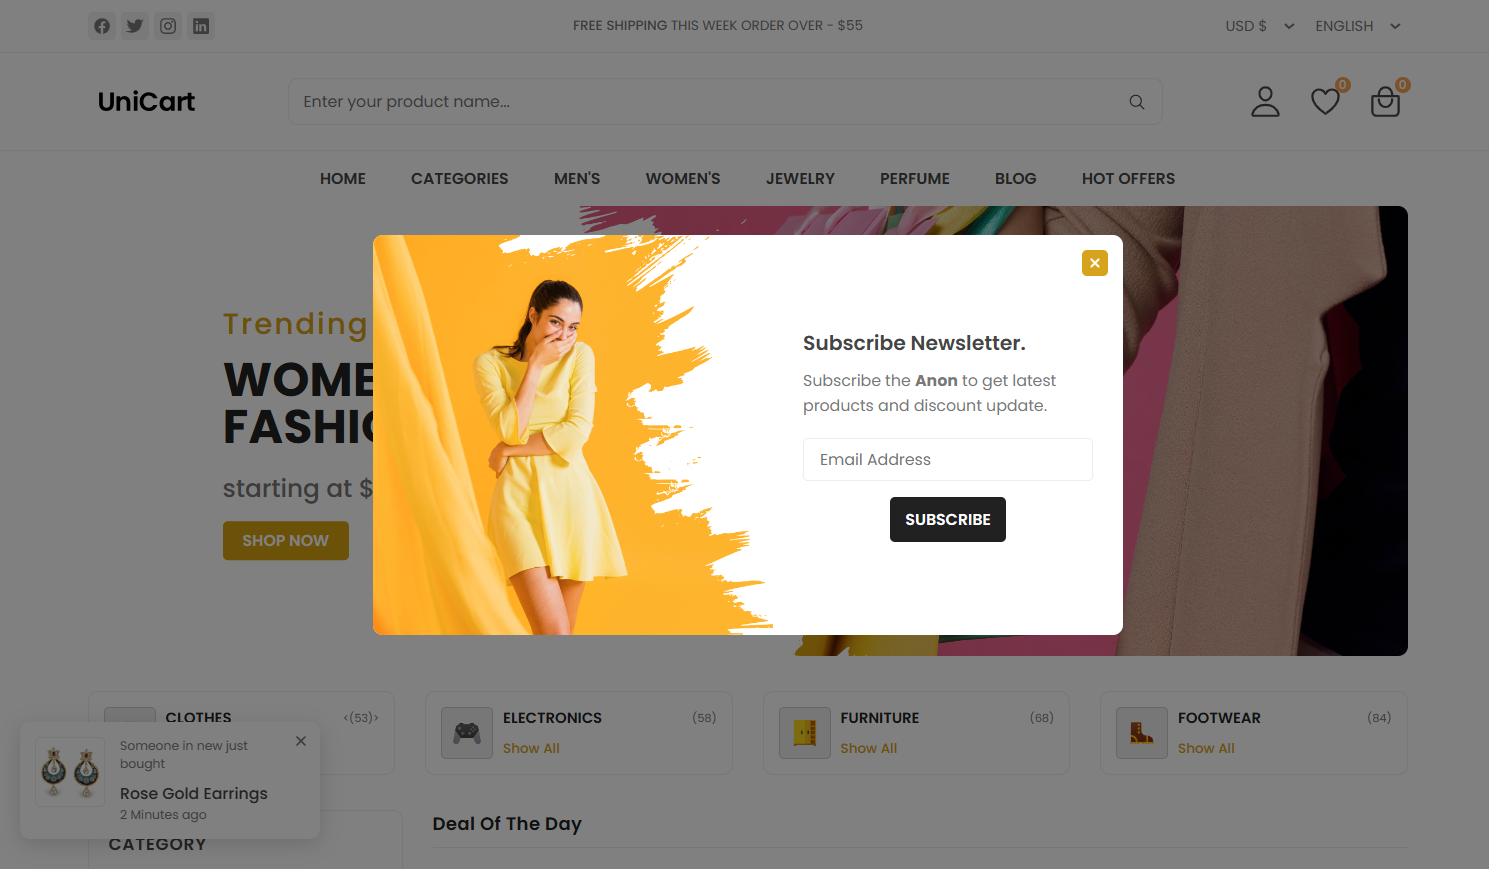 FREE SHIPPING THIS WEEK ORDER OVER - $55
USD $
ENGLISH
UniCart
Enter your product name...
0
0
HOME
CATEGORIES
MEN'S
WOMEN'S
JEWELRY
PERFUME
BLOG
HOT OFFERS
Trending
WOME
FASHIO
starting at $
SHOP NOW
Subscribe Newsletter.
Subscribe the Anon to get latest
products and discount update.
Email Address
SUBSCRIBE
CLOTHES
<(53)>
ELECTRONICS
(58)
Show All
FURNITURE
(68)
Show All
FOOTWEAR
(84)
Show All
Someone in new just
bought
Rose Gold Earrings
2 Minutes ago
CATEGORY
Deal Of The Day